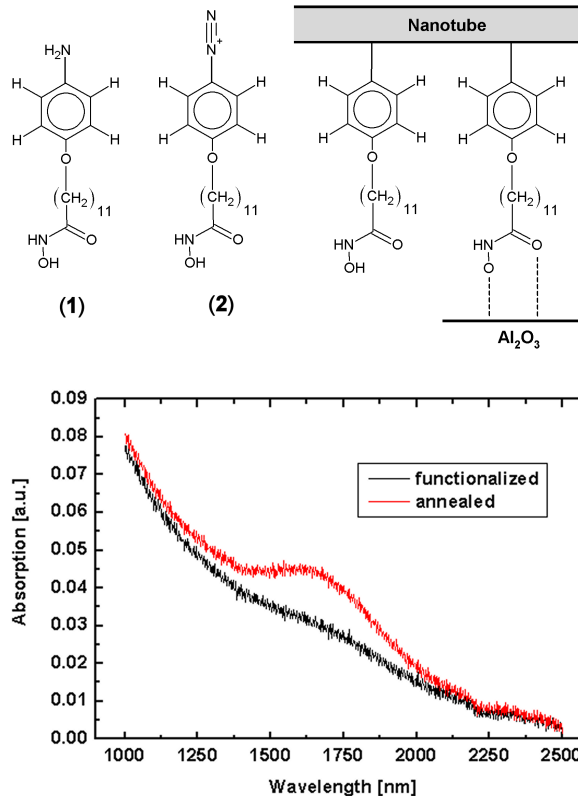 Nanotube
H₂N
H H
H H
O
(CH₂)₁₁
HN O
OH
(1)
N
N⁺
H H
H H
O
(CH₂)₁₁
HN O
OH
(2)
H H
H H
O
(CH₂)₁₁
HN O
OH
H H
H H
O
(CH₂)₁₁
HN O
O
Al₂O₃
Absorption [a.u.]
0.09
0.08
0.07
0.06
0.05
0.04
0.03
0.02
0.01
0.00
functionalized
annealed
1000 1250 1500 1750 2000 2250 2500
Wavelength [nm]